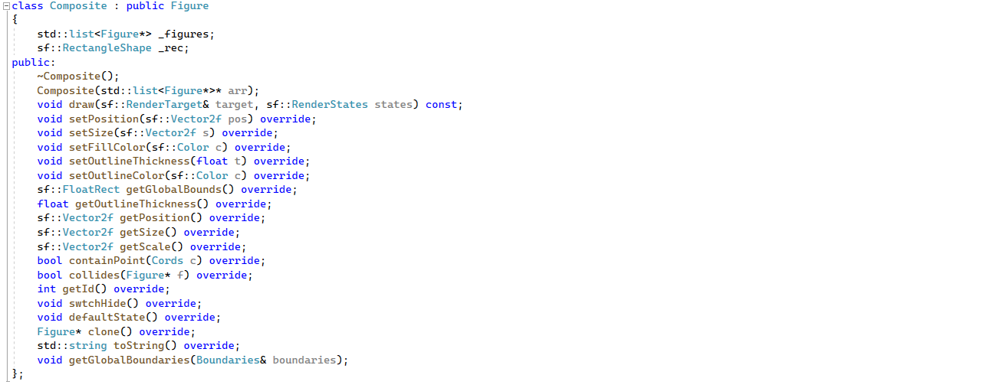 class Composite : public Figure
{
    std::list<Figure*> _figures;
    sf::RectangleShape _rec;
public:
    ~Composite();
    Composite(std::list<Figure*>* arr);
    void draw(sf::RenderTarget& target, sf::RenderStates states) const;
    void setPosition(sf::Vector2f pos) override;
    void setSize(sf::Vector2f s) override;
    void setFillColor(sf::Color c) override;
    void setOutlineThickness(float t) override;
    void setOutlineColor(sf::Color c) override;
    sf::FloatRect getGlobalBounds() override;
    float getOutlineThickness() override;
    sf::Vector2f getPosition() override;
    sf::Vector2f getSize() override;
    sf::Vector2f getScale() override;
    bool containPoint(Cords c) override;
    bool collides(Figure* f) override;
    int getId() override;
    void swtchHide() override;
    void defaultState() override;
    Figure* clone() override;
    std::string toString() override;
    void getGlobalBoundaries(Boundaries& boundaries);
};